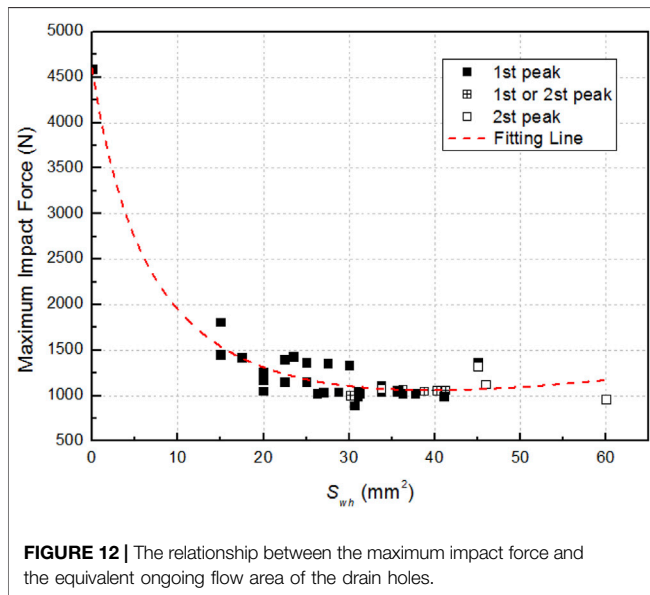 5000
4500
4000
3500
3000
2500
2000
1500
1000
500
Maximum Impact Force (N)
1st peak
1st or 2st peak
2st peak
Fitting Line
0 10 20 30 40 50 60
S_wh (mm²)
FIGURE 12 | The relationship between the maximum impact force and
the equivalent ongoing flow area of the drain holes.